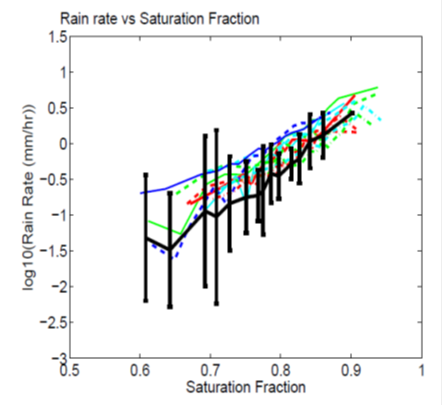 Rain rate vs Saturation Fraction
1.5
1
0.5
0
−0.5
−1
−1.5
−2
−2.5
−3
0.5 0.6 0.7 0.8 0.9 1
log10(Rain Rate (mm/hr))
Saturation Fraction